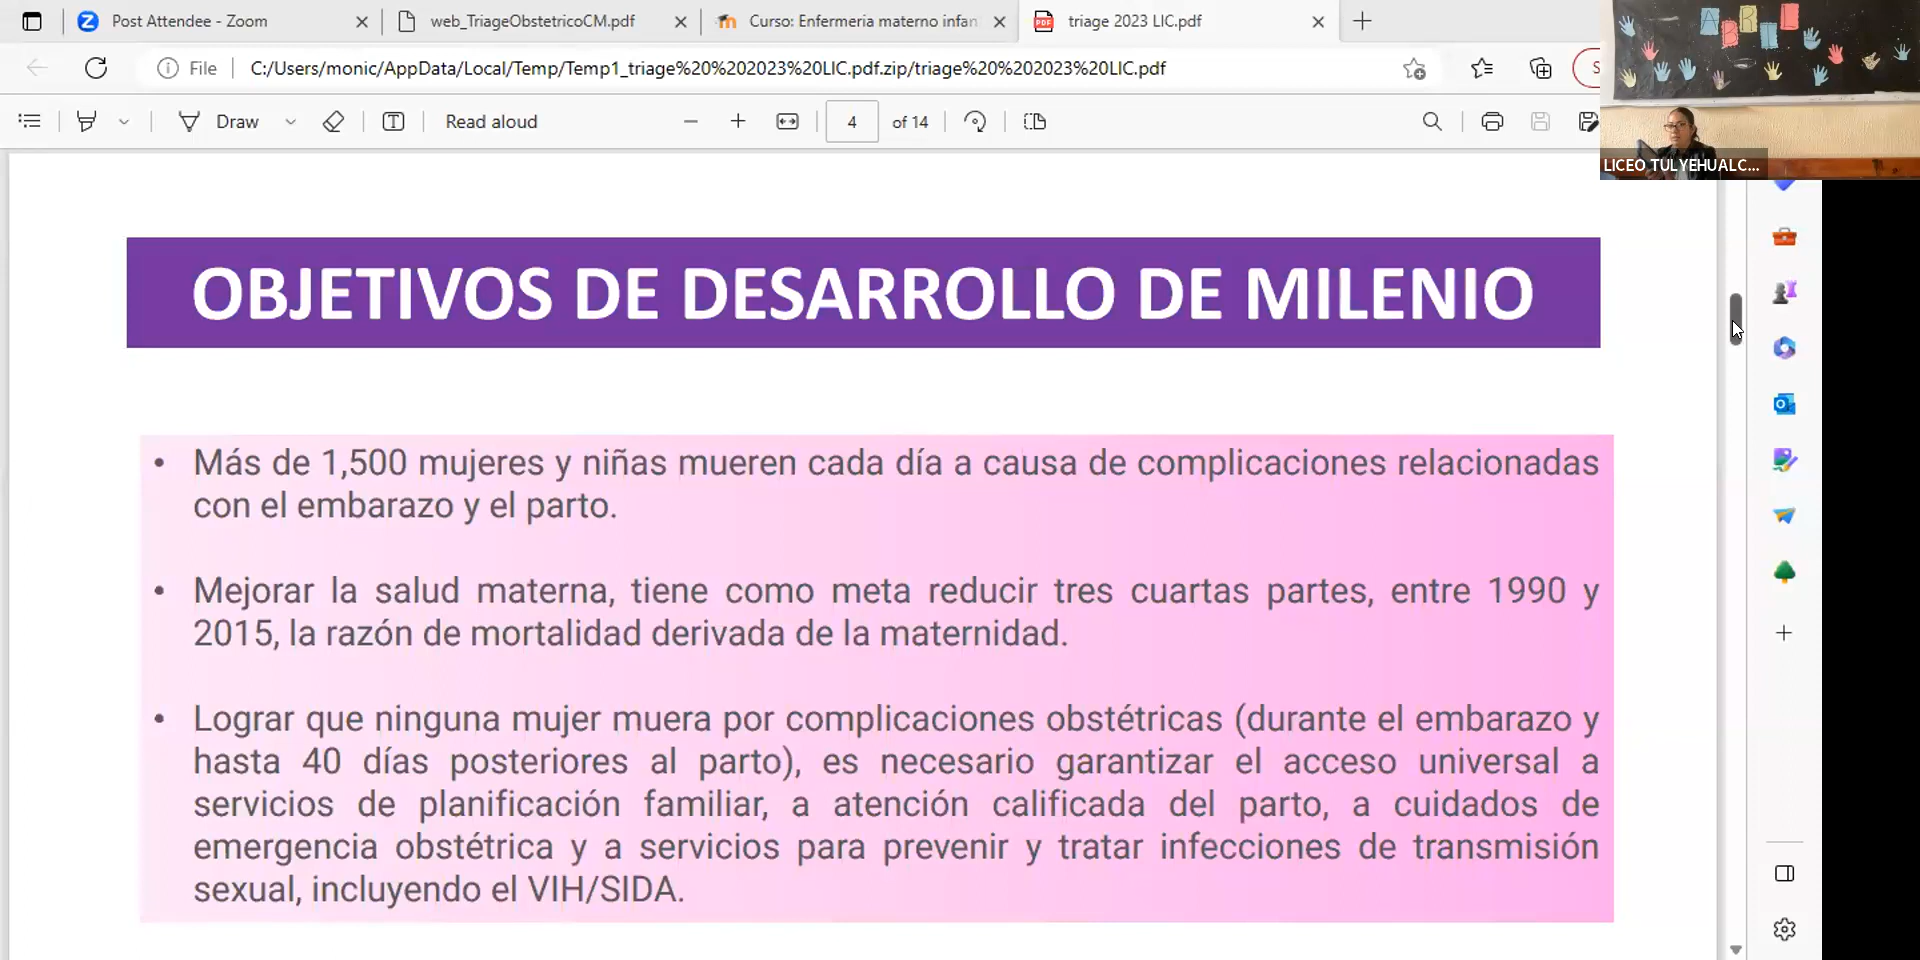 Post Attendee - Zoom
web_TriageObstetricoCM.pdf
Curso: Enfermeria materno infan
triage 2023 LIC.pdf
File
C:/Users/monic/AppData/Local/Temp/Temp1_triage%20%202023%20LIC.pdf.zip/triage%20%202023%20LIC.pdf
S
Draw
Read aloud
4 of 14
ABRIL
LICEO TULYEHUALC...
OBJETIVOS DE DESARROLLO DE MILENIO
• Más de 1,500 mujeres y niñas mueren cada día a causa de complicaciones relacionadas
con el embarazo y el parto.
• Mejorar la salud materna, tiene como meta reducir tres cuartas partes, entre 1990 y
2015, la razón de mortalidad derivada de la maternidad.
• Lograr que ninguna mujer muera por complicaciones obstétricas (durante el embarazo y
hasta 40 días posteriores al parto), es necesario garantizar el acceso universal a
servicios de planificación familiar, a atención calificada del parto, a cuidados de
emergencia obstétrica y a servicios para prevenir y tratar infecciones de transmisión
sexual, incluyendo el VIH/SIDA.